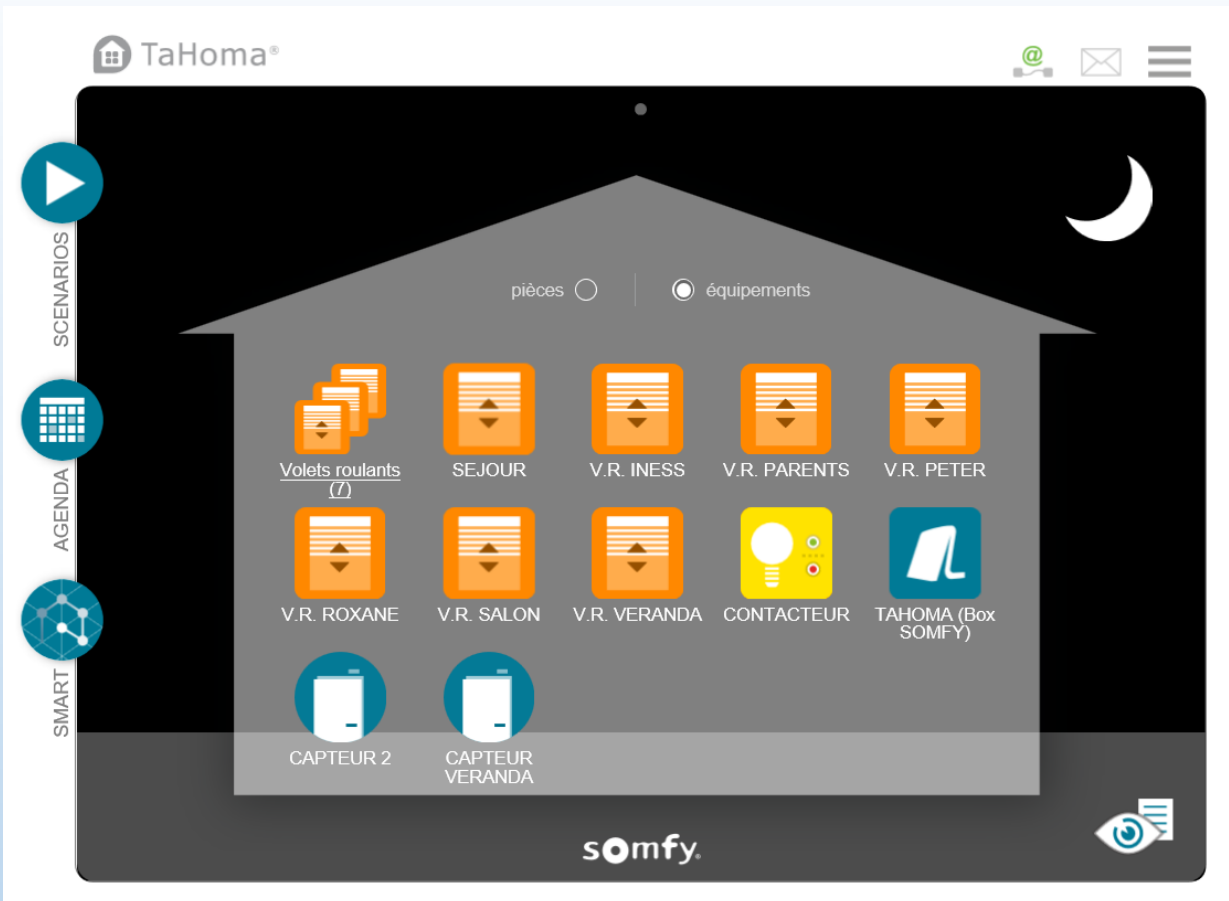 TaHoma®
@
SCENARIOS
AGENDA
SMART
pièces
équipements
Volets roulants
(7)
SEJOUR
V.R. INESS
V.R. PARENTS
V.R. PETER
V.R. ROXANE
V.R. SALON
V.R. VERANDA
CONTACTEUR
TAHOMA (Box
SOMFY)
CAPTEUR 2
CAPTEUR
VERANDA
somfy.